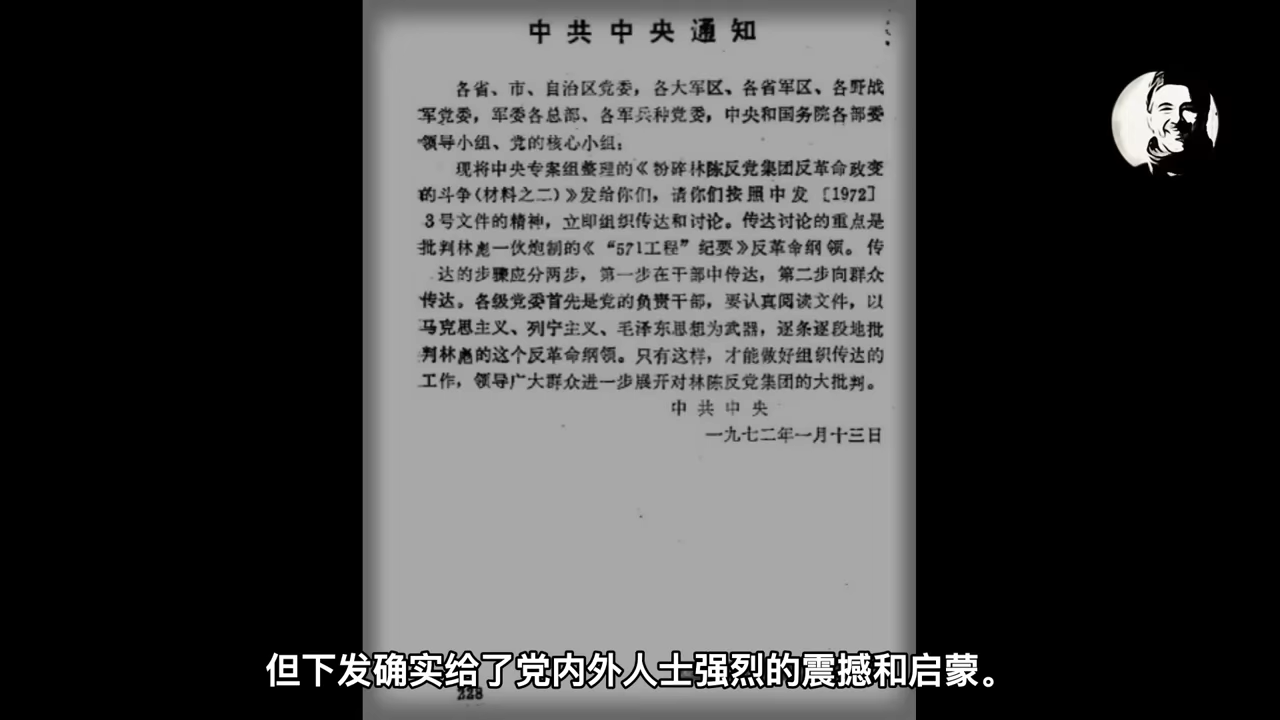 中共中央通知
各省、市、自治区党委，各大军区、各省军区、各野战
军党委，军委各总部、各军兵种党委，中央和国务院各部委
领导小组、党的核心小组：
现将中央专案组整理的《粉碎林陈反党集团反革命政变
的斗争（材料之二）》发给你们，请你们按照中发〔1972〕
3号文件的精神，立即组织传达和讨论。传达讨论的重点是
批判林彪一伙炮制的《“571工程”纪要》反革命纲领。传
达的步骤应分两步，第一步在干部中传达，第二步向群众
传达。各级党委首先是党的负责干部，要认真阅读文件，以
马克思主义、列宁主义、毛泽东思想为武器，逐条逐段地批
判林彪的这个反革命纲领。只有这样，才能做好组织传达的
工作，领导广大群众进一步展开对林陈反党集团的大批判。
中共中央
一九七二年一月十三日
但下发确实给了党内外人士强烈的震撼和启蒙。
228